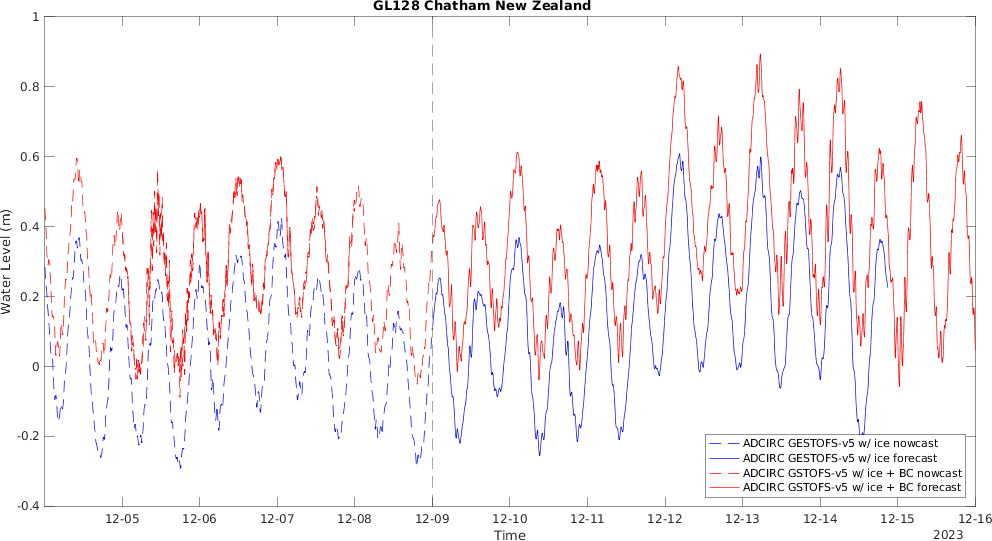 GL128 Chatham New Zealand
1
0.8
0.6
0.4
0.2
0
-0.2
-0.4
Water Level (m)
ADCIRC GESTOFS-v5 w/ ice nowcast
ADCIRC GESTOFS-v5 w/ ice forecast
ADCIRC GSTOFS-v5 w/ ice + BC nowcast
ADCIRC GSTOFS-v5 w/ ice + BC forecast
12-05 12-06 12-07 12-08 12-09 12-10 12-11 12-12 12-13 12-14 12-15 12-16
Time
2023